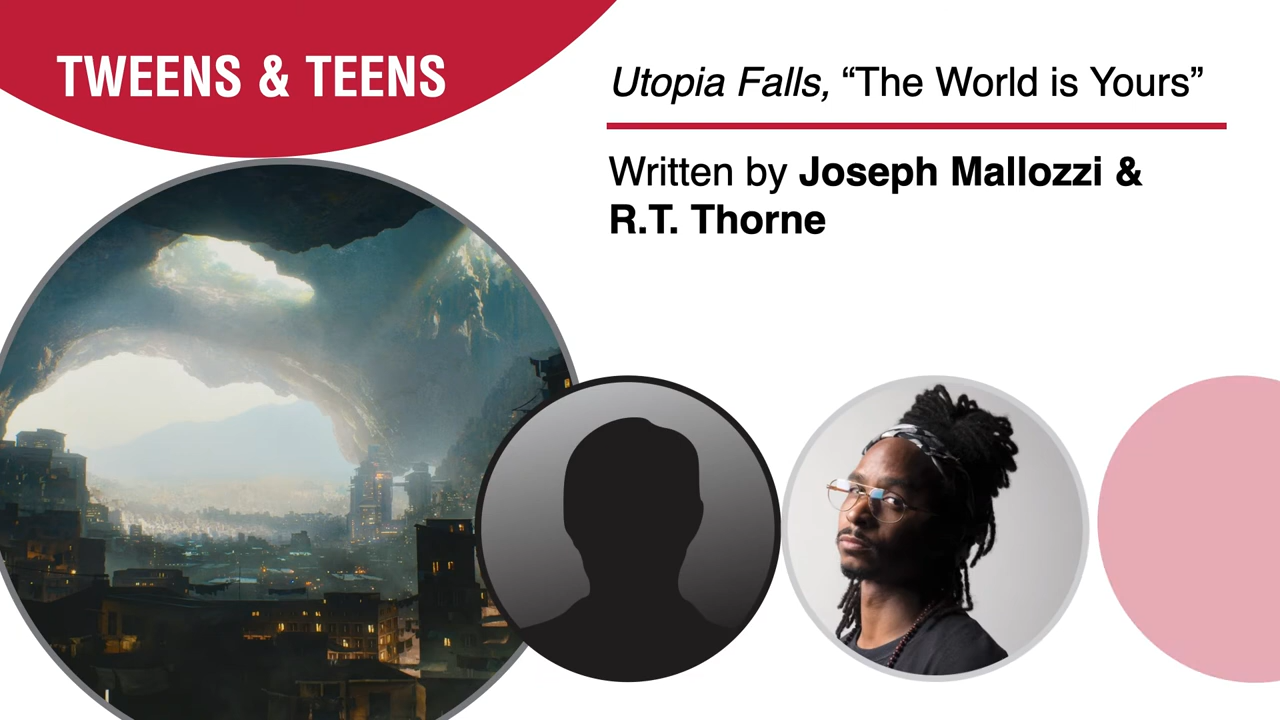 TWEENS & TEENS
Utopia Falls, “The World is Yours”
Written by Joseph Mallozzi &
R.T. Thorne